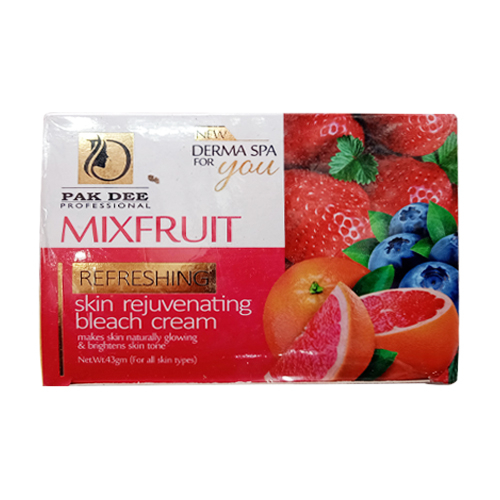 NEW
DERMA SPA
FOR you
PAK DEE
PROFESSIONAL
MIXFRUIT
REFRESHING
skin rejuvenating
bleach cream
makes skin naturally glowing
& brightens skin tone
Net.Wt.43gm (For all skin types)